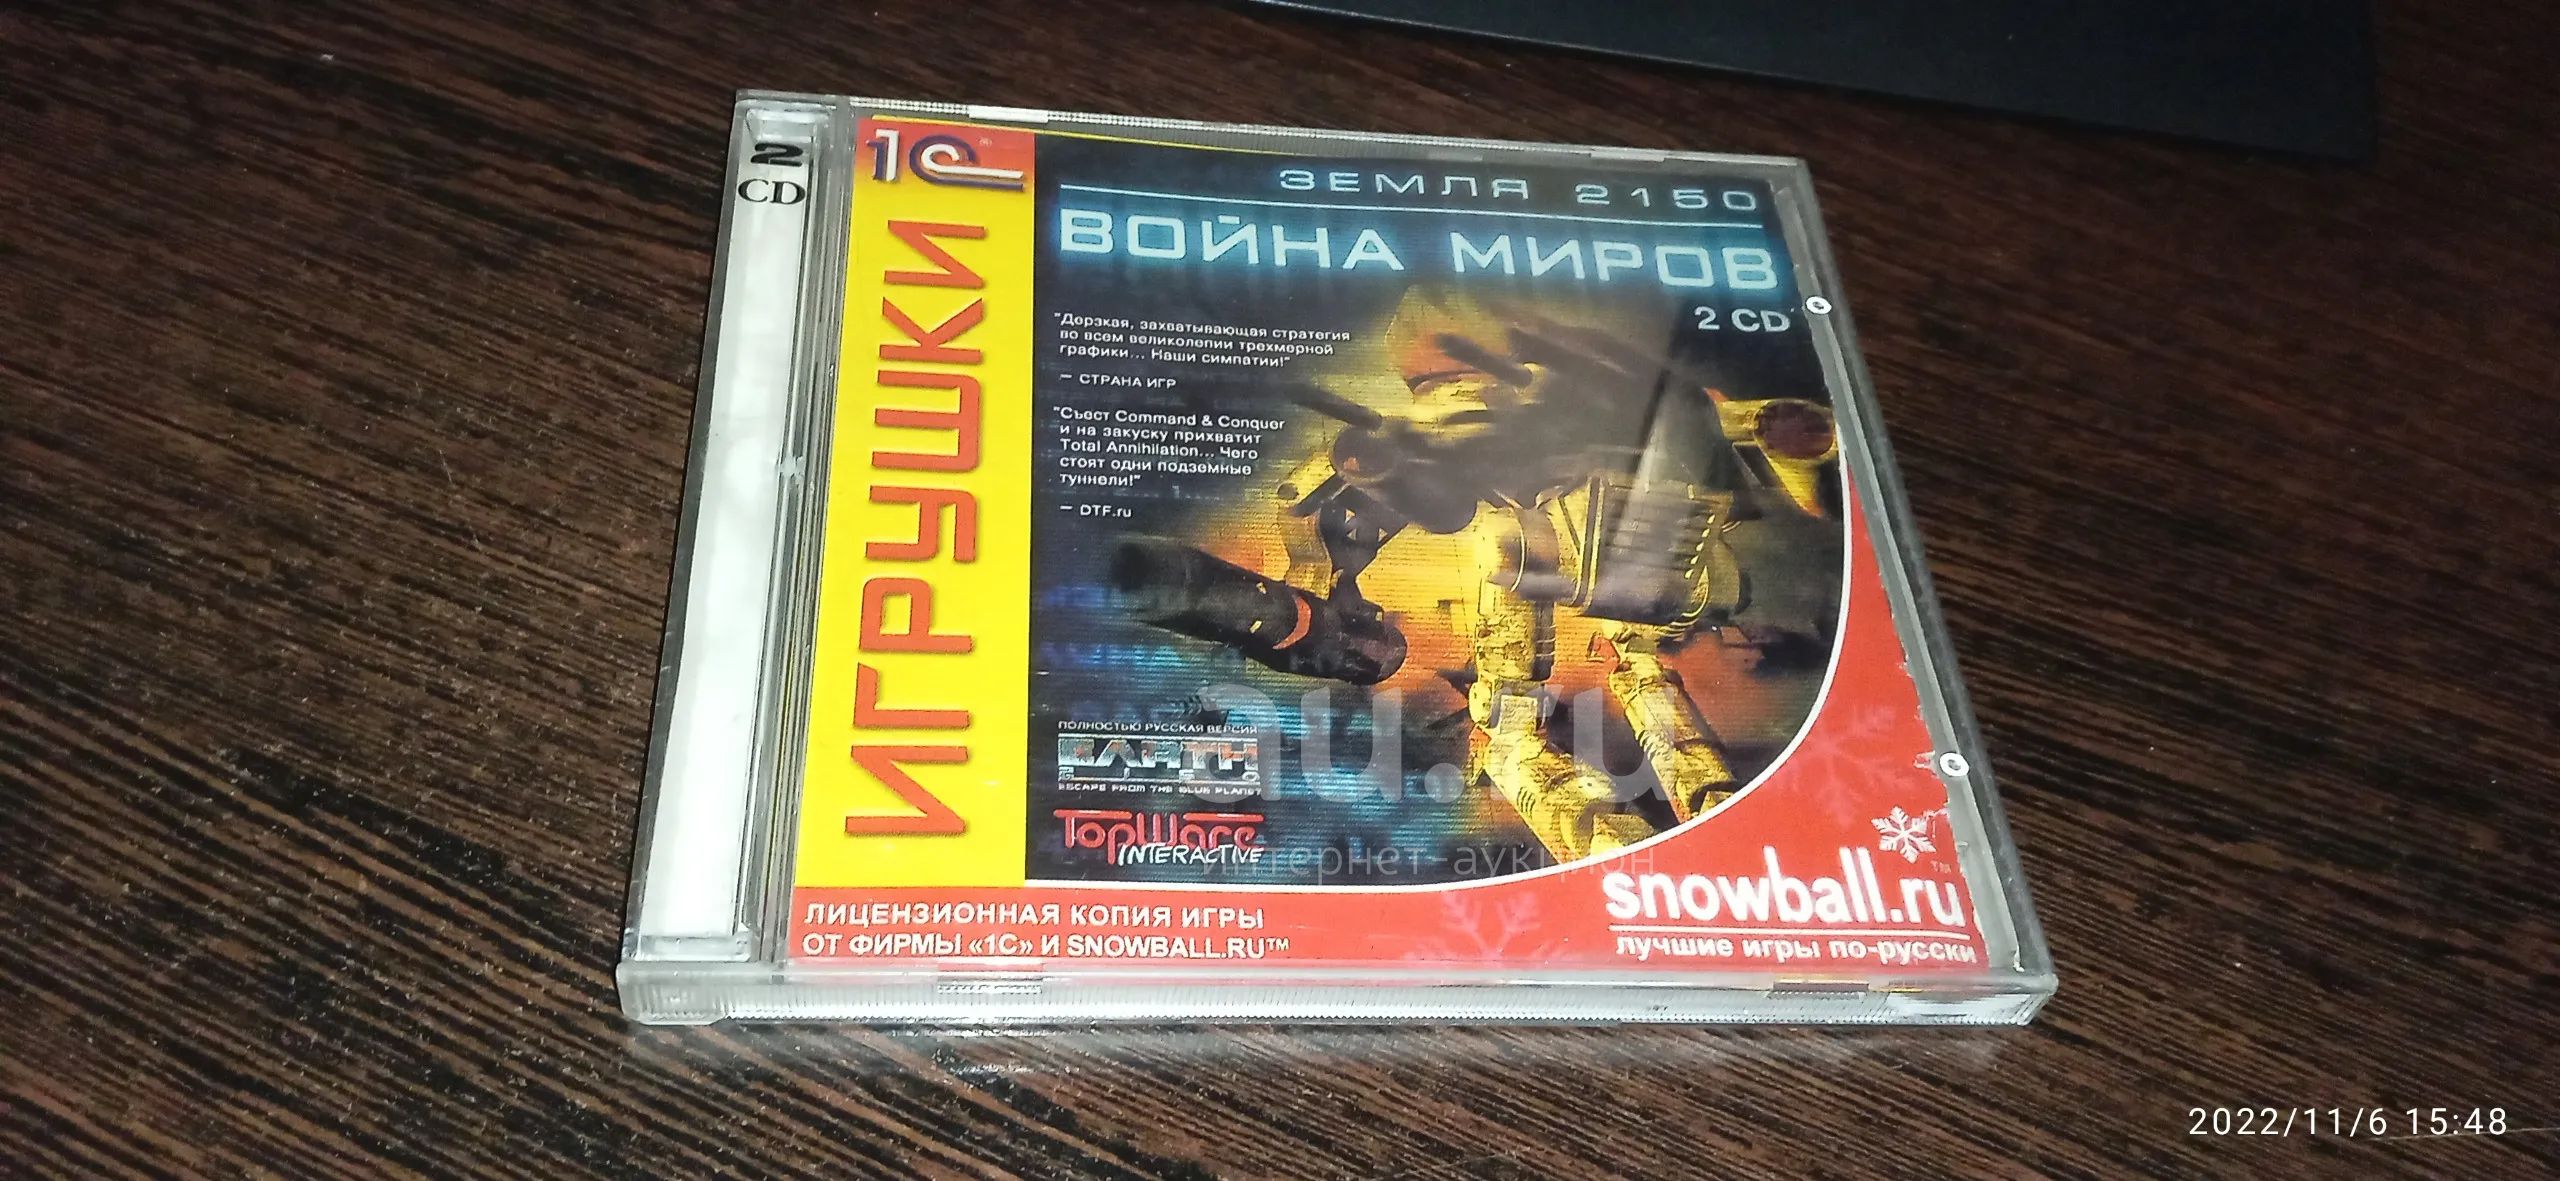 2
CD
1С®
ИГРУШКИ
ЗЕМЛЯ 2150
ВОЙНА МИРОВ
2 CD
"Дерзкая, захватывающая стратегия
во всем великолепии трехмерной
графики... Наши симпатии!"
— СТРАНА ИГР
"Съест Command & Conquer
и на закуску прихватит
Total Annihilation... Чего
стоят одни подземные
туннели!"
— DTF.ru
ПОЛНОСТЬЮ РУССКАЯ ВЕРСИЯ
EARTH
2150
ESCAPE FROM THE BLUE PLANET
TopWare
INTERACTIVE
au.ru
интернет-аукцион
snowball.ru™
лучшие игры по-русски
ЛИЦЕНЗИОННАЯ КОПИЯ ИГРЫ
ОТ ФИРМЫ «1С» И SNOWBALL.RU™
2022/11/6 15:48